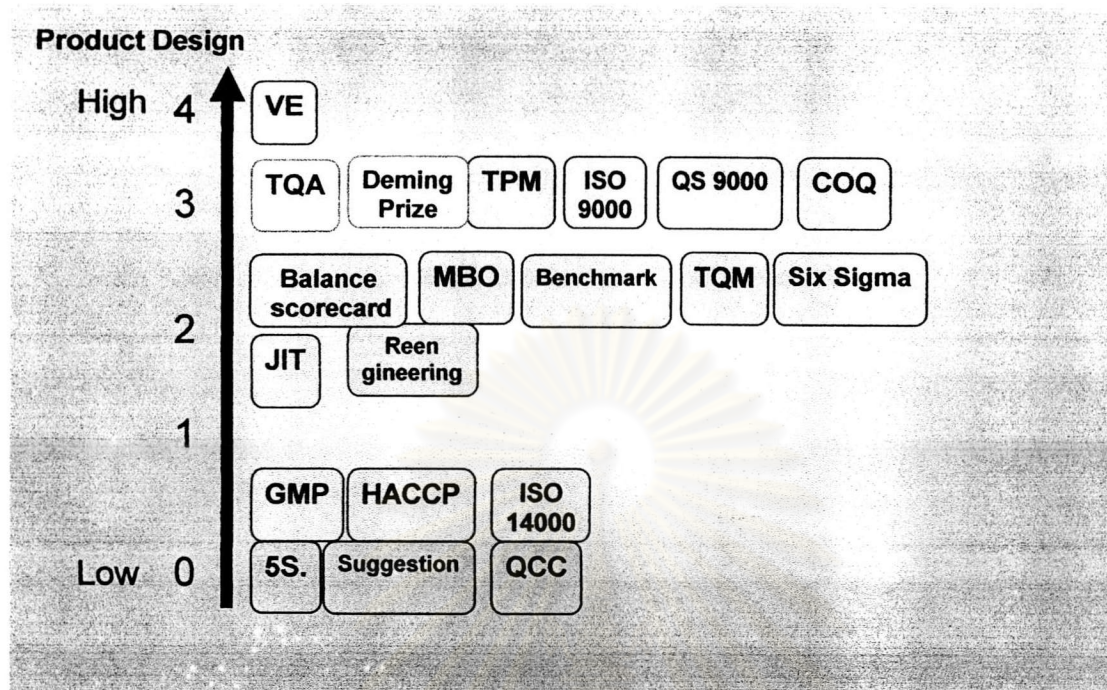 Product Design
High 4
VE
3
TQA
Deming
Prize
TPM
ISO
9000
QS 9000
COQ
2
Balance
scorecard
MBO
Benchmark
TQM
Six Sigma
JIT
Reen
gineering
1
GMP
HACCP
ISO
14000
Low 0
5S.
Suggestion
QCC